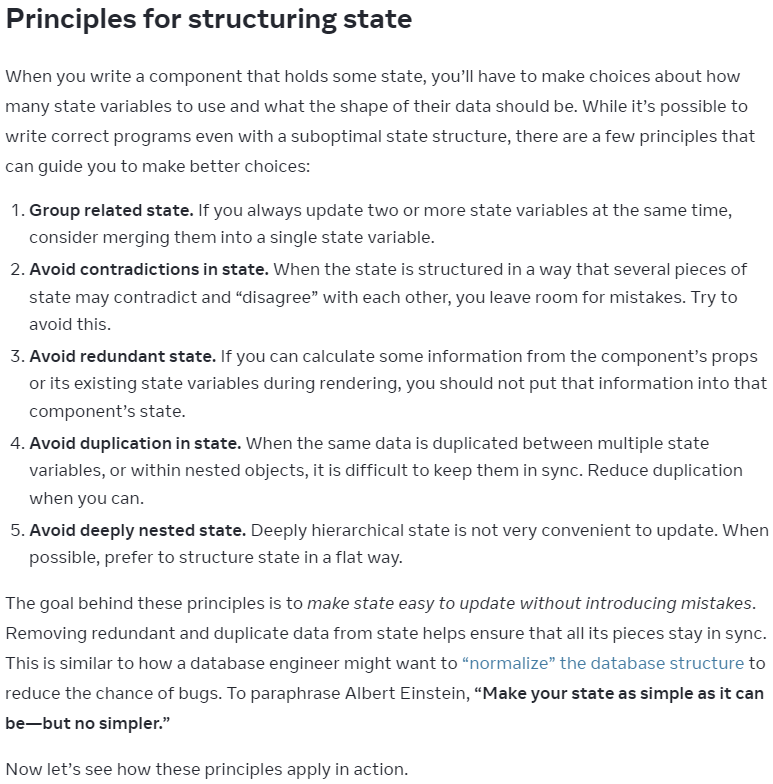 Principles for structuring state
When you write a component that holds some state, you’ll have to make choices about how
many state variables to use and what the shape of their data should be. While it’s possible to
write correct programs even with a suboptimal state structure, there are a few principles that
can guide you to make better choices:
1. Group related state. If you always update two or more state variables at the same time,
consider merging them into a single state variable.
2. Avoid contradictions in state. When the state is structured in a way that several pieces of
state may contradict and “disagree” with each other, you leave room for mistakes. Try to
avoid this.
3. Avoid redundant state. If you can calculate some information from the component’s props
or its existing state variables during rendering, you should not put that information into that
component’s state.
4. Avoid duplication in state. When the same data is duplicated between multiple state
variables, or within nested objects, it is difficult to keep them in sync. Reduce duplication
when you can.
5. Avoid deeply nested state. Deeply hierarchical state is not very convenient to update. When
possible, prefer to structure state in a flat way.
The goal behind these principles is to make state easy to update without introducing mistakes.
Removing redundant and duplicate data from state helps ensure that all its pieces stay in sync.
This is similar to how a database engineer might want to “normalize” the database structure to
reduce the chance of bugs. To paraphrase Albert Einstein, “Make your state as simple as it can
be—but no simpler.”
Now let’s see how these principles apply in action.